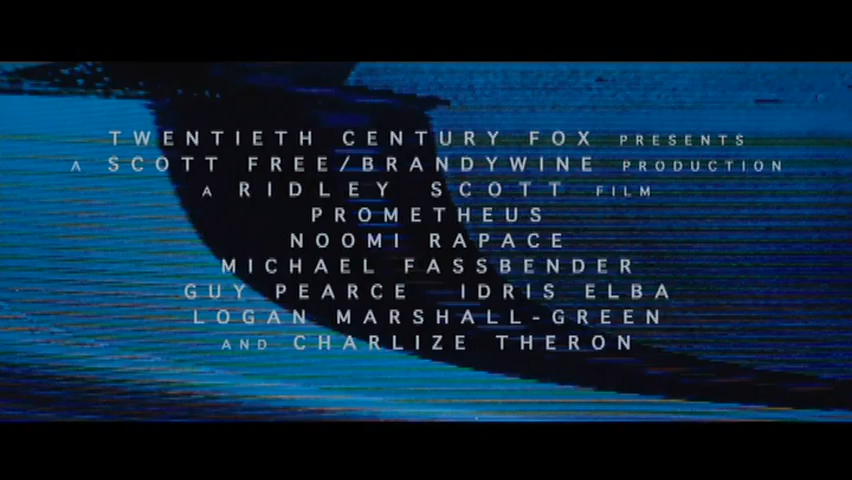 TWENTIETH CENTURY FOX PRESENTS
A SCOTT FREE/BRANDYWINE PRODUCTION
A RIDLEY SCOTT FILM
PROMETHEUS
NOOMI RAPACE
MICHAEL FASSBENDER
GUY PEARCE IDRIS ELBA
LOGAN MARSHALL-GREEN
AND CHARLIZE THERON